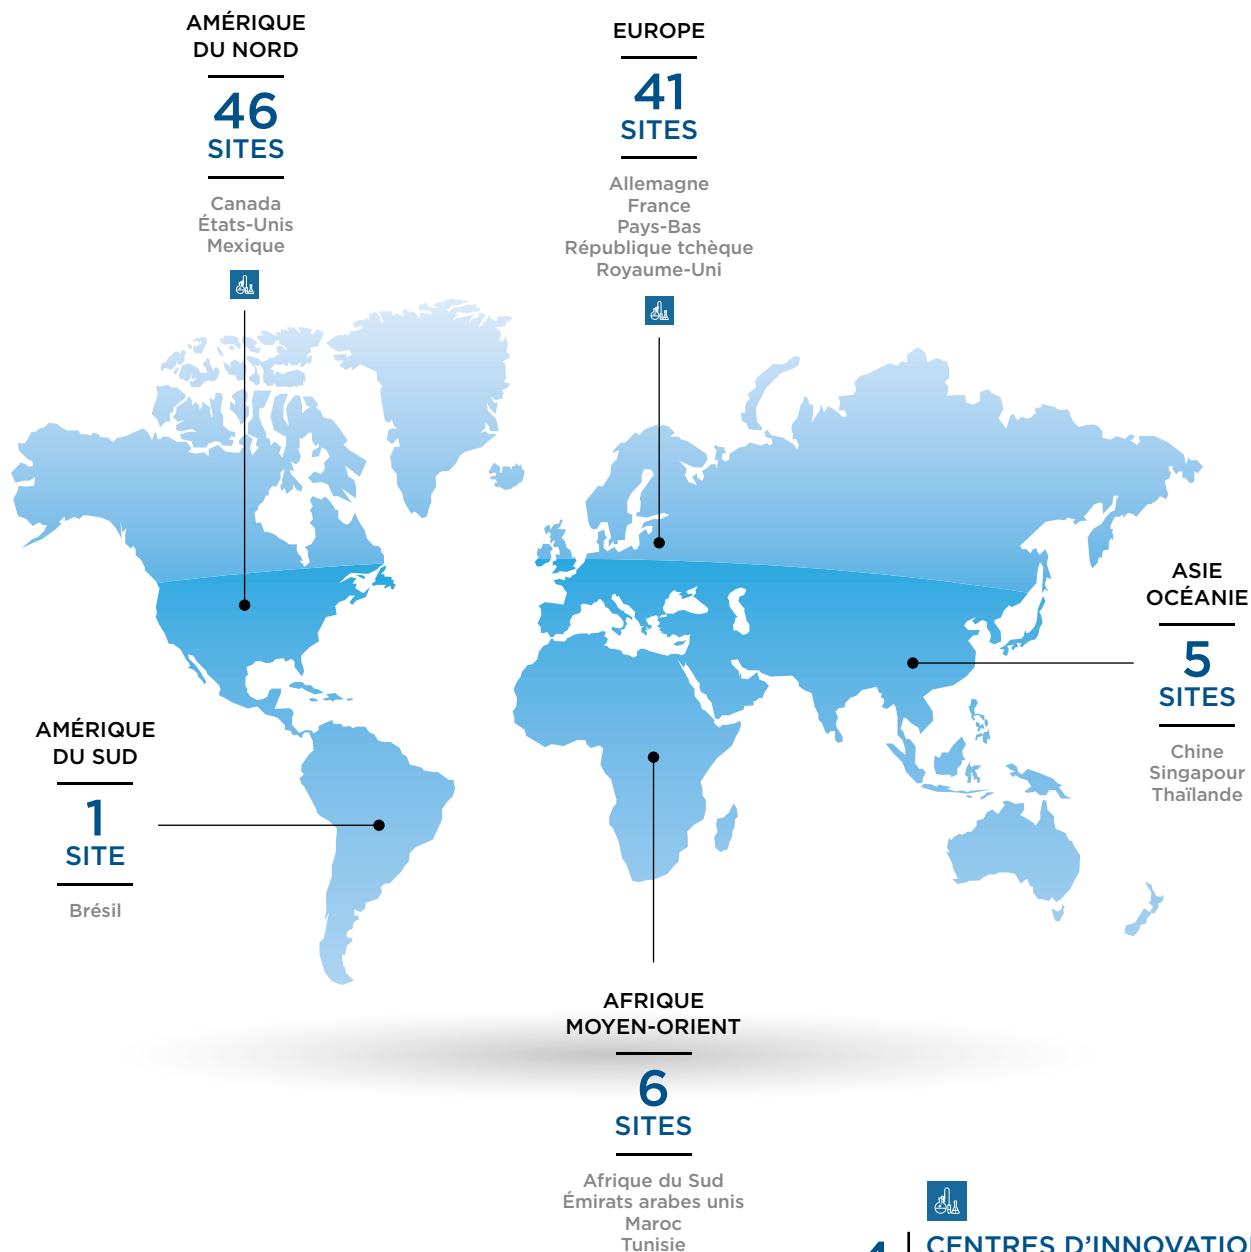 AMÉRIQUE
DU NORD
46
SITES
Canada
États-Unis
Mexique
EUROPE
41
SITES
Allemagne
France
Pays-Bas
République tchèque
Royaume-Uni
ASIE
OCÉANIE
5
SITES
Chine
Singapour
Thaïlande
AMÉRIQUE
DU SUD
1
SITE
Brésil
AFRIQUE
MOYEN-ORIENT
6
SITES
Afrique du Sud
Émirats arabes unis
Maroc
Tunisie
CENTRES D'INNOVATION